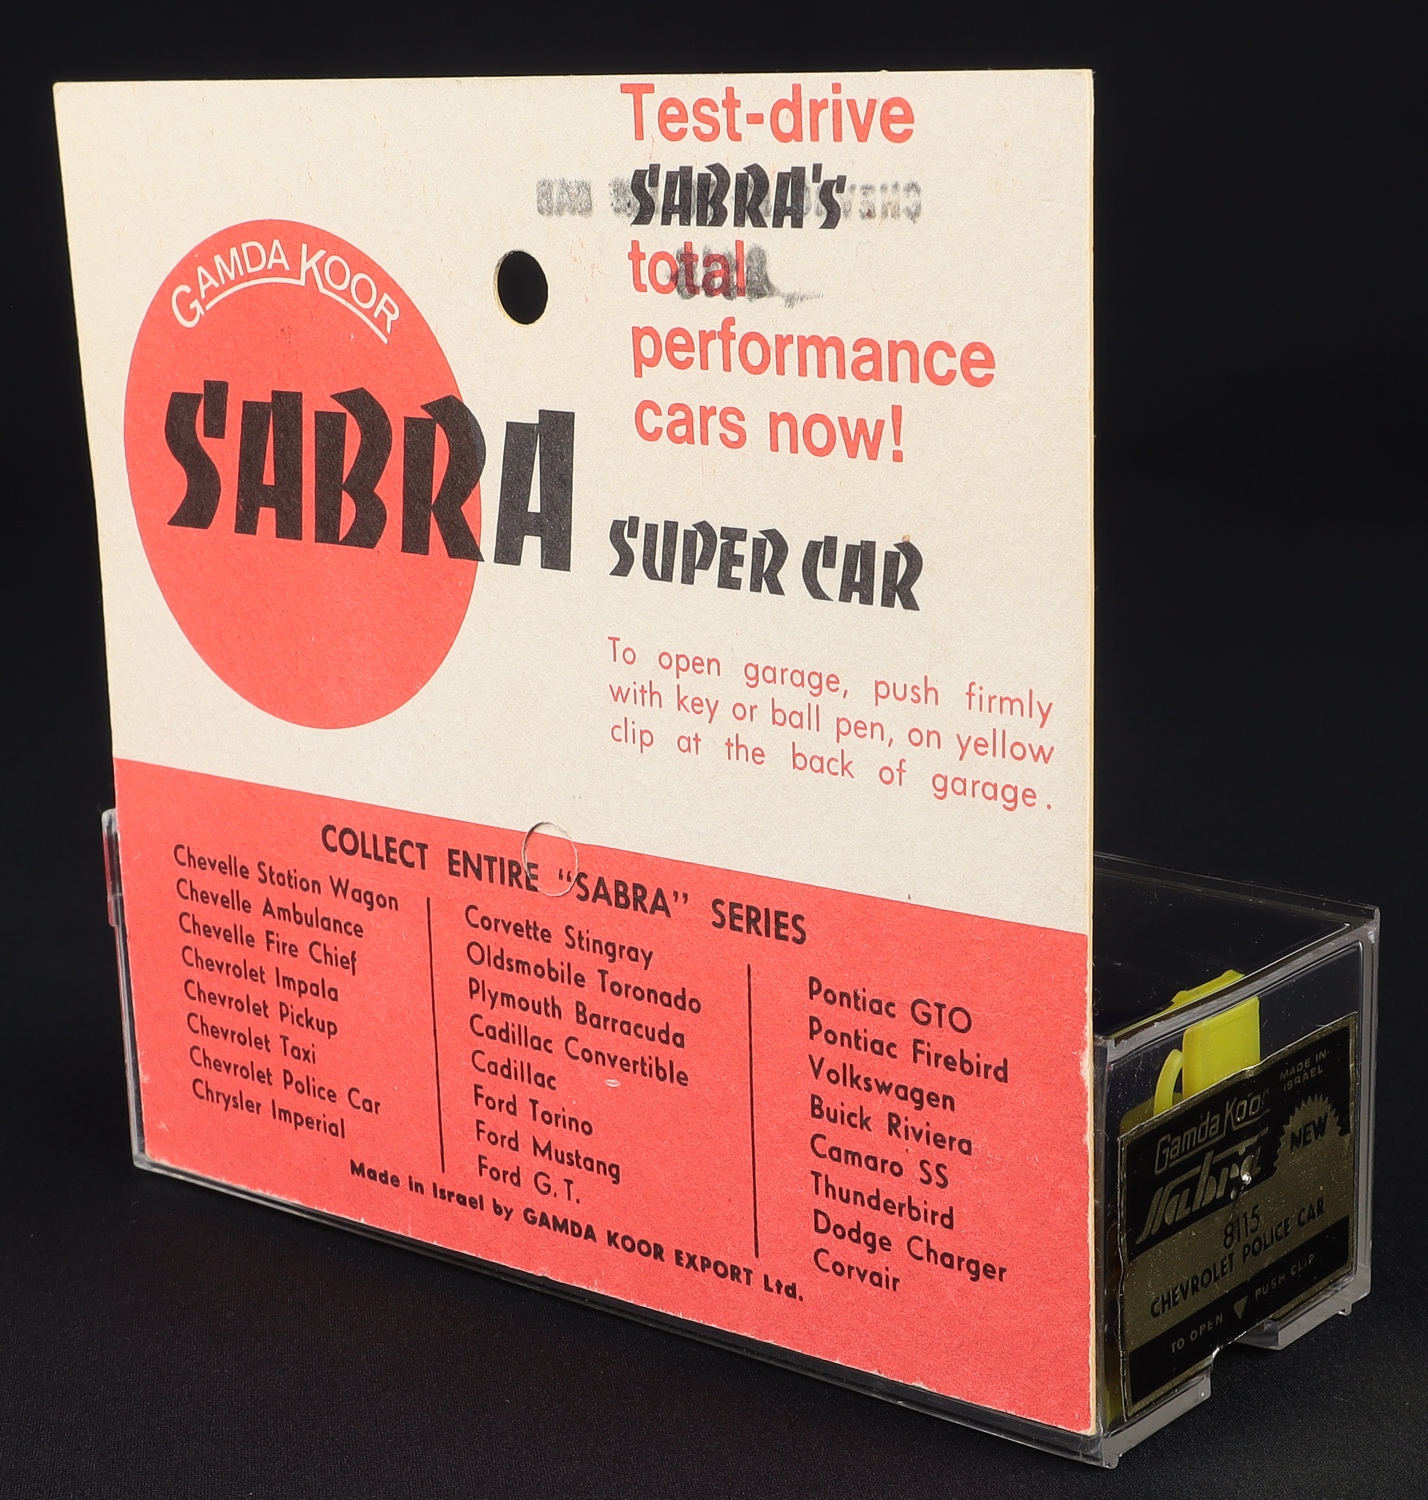 Test-drive
SABRA'S
total
performance
cars now!
GAMDA KOOR
SABRA
SUPER CAR
To open garage, push firmly
with key or ball pen, on yellow
clip at the back of garage.
COLLECT ENTIRE "SABRA" SERIES
Chevelle Station Wagon
Chevelle Ambulance
Chevelle Fire Chief
Chevrolet Impala
Chevrolet Pickup
Chevrolet Taxi
Chevrolet Police Car
Chrysler Imperial
Corvette Stingray
Oldsmobile Toronado
Plymouth Barracuda
Cadillac Convertible
Cadillac
Ford Torino
Ford Mustang
Ford G.T.
Pontiac GTO
Pontiac Firebird
Volkswagen
Buick Riviera
Camaro SS
Thunderbird
Dodge Charger
Corvair
Made in Israel by GAMDA KOOR EXPORT Ltd.
MADE IN
ISRAEL
Gamda Koor
Sabra
NEW
8115
CHEVROLET POLICE CAR
TO OPEN PUSH CLIP